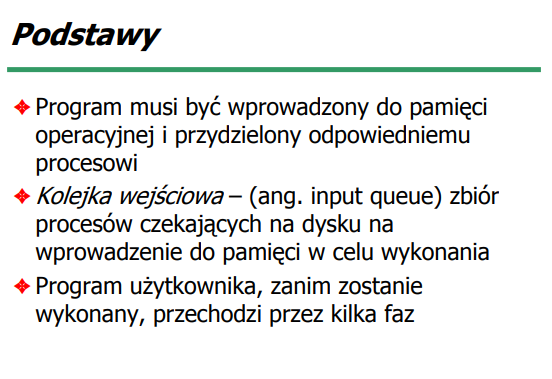 Podstawy
Program musi być wprowadzony do pamięci
operacyjnej i przydzielony odpowiedniemu
procesowi
Kolejka wejściowa – (ang. input queue) zbiór
procesów czekających na dysku na
wprowadzenie do pamięci w celu wykonania
Program użytkownika, zanim zostanie
wykonany, przechodzi przez kilka faz